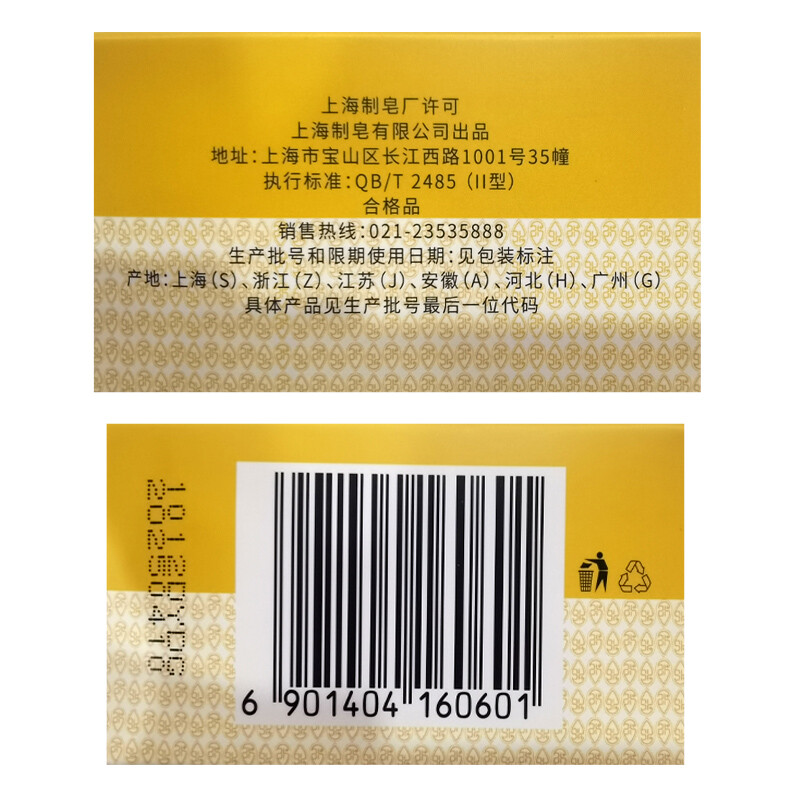 上海制皂厂许可
上海制皂有限公司出品
地址：上海市宝山区长江西路1001号35幢
执行标准：QB/T 2485（II型）
合格品
销售热线：021-23535888
生产批号和限期使用日期：见包装标注
产地：上海（S）、浙江（Z）、江苏（J）、安徽（A）、河北（H）、广州（G）
具体产品见生产批号最后一位代码
20250418
6 901404 160601